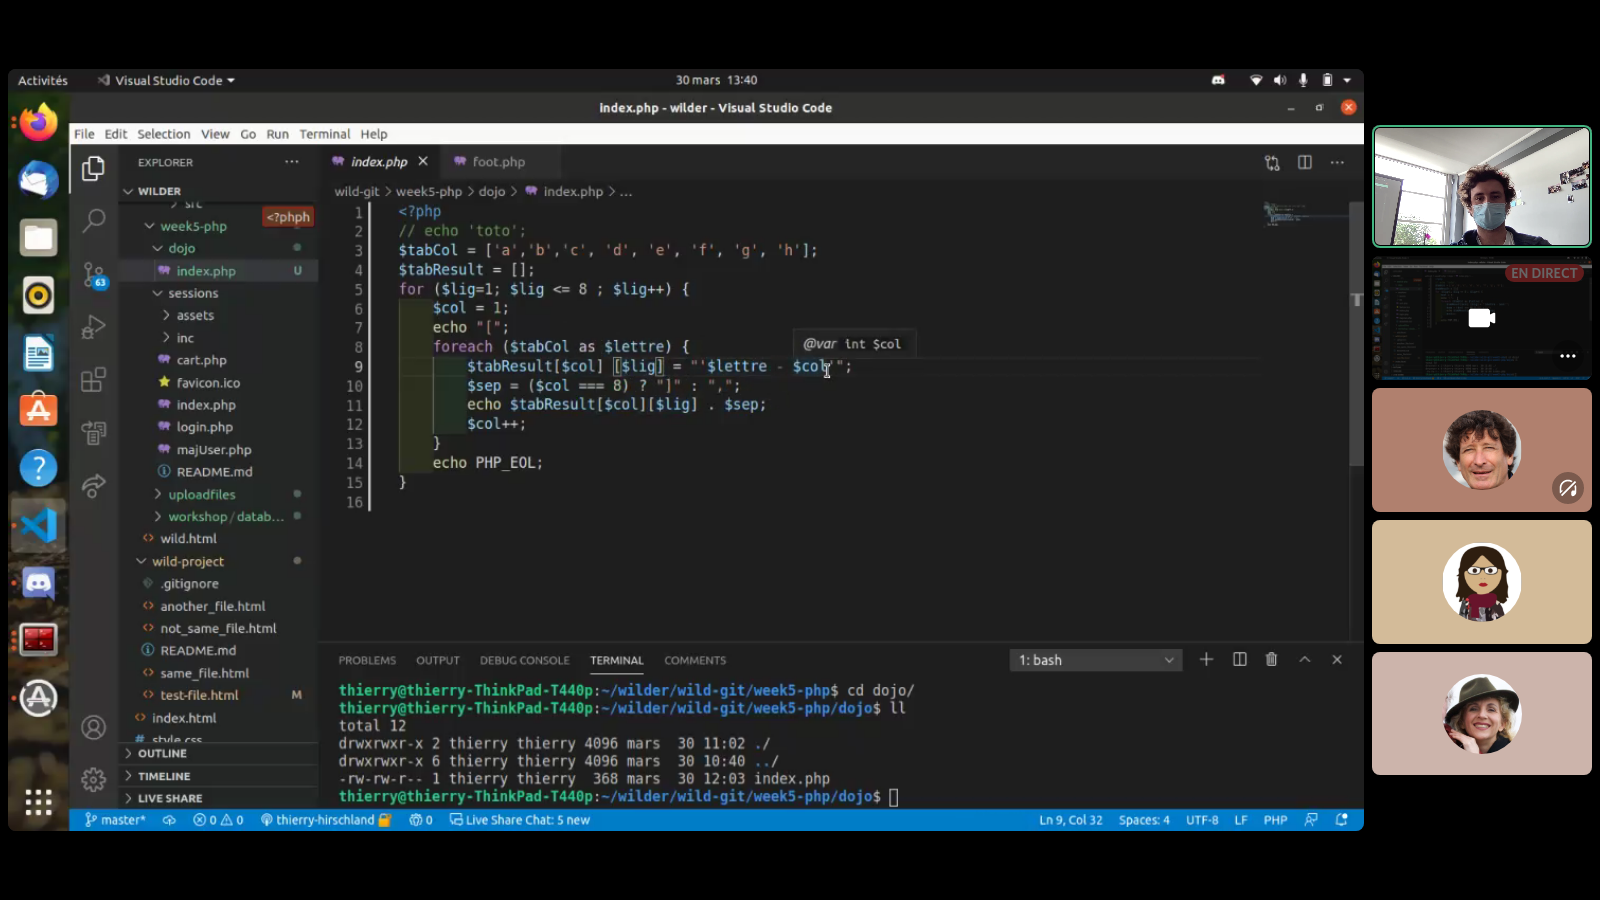 Activités
Visual Studio Code
30 mars 13:40
index.php - wilder - Visual Studio Code
File Edit Selection View Go Run Terminal Help
EXPLORER
index.php
foot.php
WILDER
wild-git > week5-php > dojo > index.php > ...
src
<?phph
week5-php
dojo
index.php U
sessions
assets
inc
cart.php
favicon.ico
index.php
login.php
majUser.php
README.md
uploadfiles
workshop / datab...
wild.html
wild-project
.gitignore
another_file.html
not_same_file.html
README.md
same_file.html
test-file.html M
index.html
style.css
OUTLINE
TIMELINE
LIVE SHARE
63
1 <?php
2 // echo 'toto';
3 $tabCol = ['a','b','c', 'd', 'e', 'f', 'g', 'h'];
4 $tabResult = [];
5 for ($lig=1; $lig <= 8 ; $lig++) {
6 $col = 1;
7 echo "[";
8 foreach ($tabCol as $lettre) {
@var int $col
9 $tabResult[$col] [$lig] = "'$lettre - $col'";
10 $sep = ($col === 8) ? "]" : ",";
11 echo $tabResult[$col][$lig] . $sep;
12 $col++;
13 }
14 echo PHP_EOL;
15 }
16
PROBLEMS OUTPUT DEBUG CONSOLE TERMINAL COMMENTS
1: bash
thierry@thierry-ThinkPad-T440p:~/wilder/wild-git/week5-php$ cd dojo/
thierry@thierry-ThinkPad-T440p:~/wilder/wild-git/week5-php/dojo$ ll
total 12
drwxrwxr-x 2 thierry thierry 4096 mars 30 11:02 ./
drwxrwxr-x 6 thierry thierry 4096 mars 30 10:40 ../
-rw-rw-r-- 1 thierry thierry 368 mars 30 12:03 index.php
thierry@thierry-ThinkPad-T440p:~/wilder/wild-git/week5-php/dojo$
master* 0 0 thierry-hirschland 0 Live Share Chat: 5 new
Ln 9, Col 32 Spaces: 4 UTF-8 LF PHP
EN DIRECT